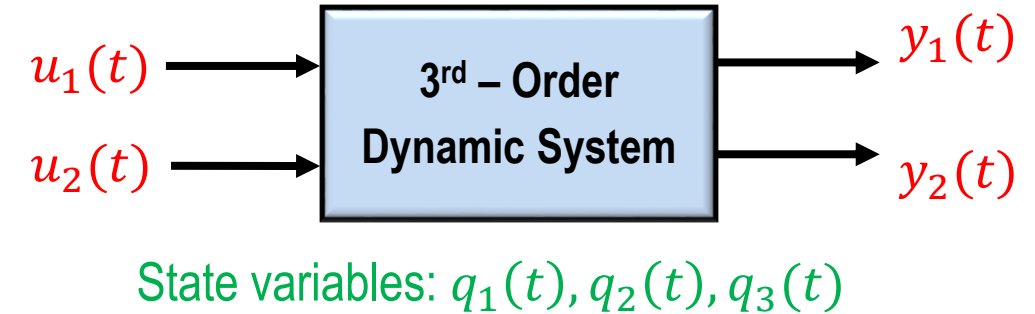 u₁(t)
u₂(t)
3ʳᵈ – Order
Dynamic System
y₁(t)
y₂(t)
State variables: q₁(t), q₂(t), q₃(t)